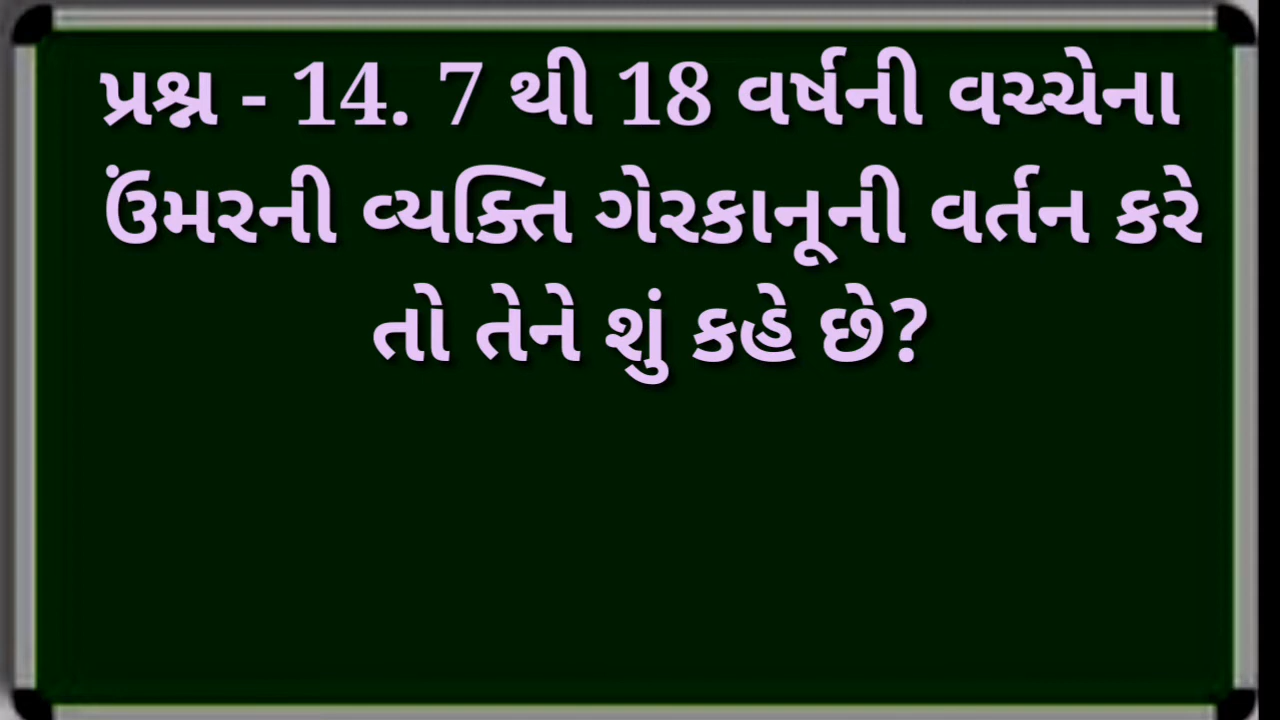 પ્રશ્ન - 14. 7 થી 18 વર્ષની વચ્ચેના
ઉંમરની વ્યક્તિ ગેરકાનૂની વર્તન કરે
તો તેને શું કહે છે?